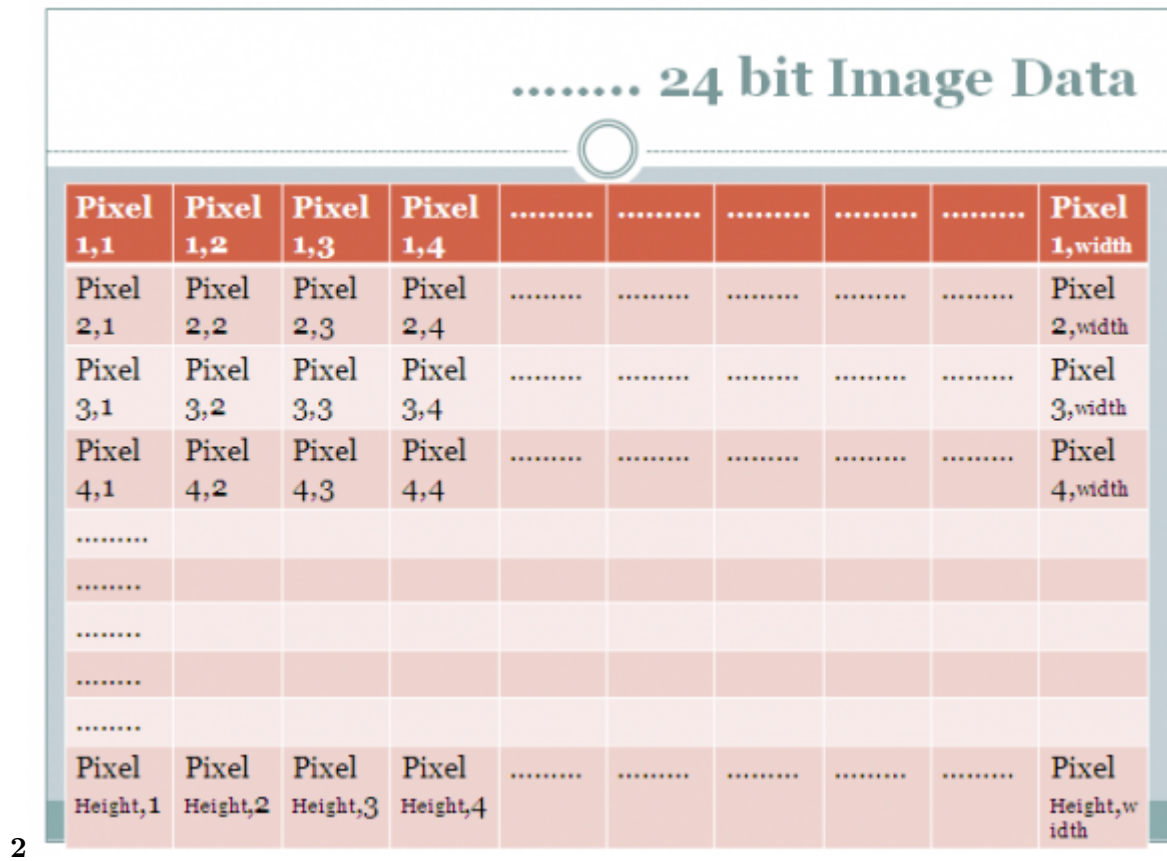 ........ 24 bit Image Data
Pixel 1,1 Pixel 1,2 Pixel 1,3 Pixel 1,4 ......... ......... ......... ......... ......... Pixel 1,width
Pixel 2,1 Pixel 2,2 Pixel 2,3 Pixel 2,4 ......... ......... ......... ......... ......... Pixel 2,width
Pixel 3,1 Pixel 3,2 Pixel 3,3 Pixel 3,4 ......... ......... ......... ......... ......... Pixel 3,width
Pixel 4,1 Pixel 4,2 Pixel 4,3 Pixel 4,4 ......... ......... ......... ......... ......... Pixel 4,width
.........
........
........
........
........
Pixel Height,1 Pixel Height,2 Pixel Height,3 Pixel Height,4 ......... ......... ......... ......... ......... Pixel Height,width
2